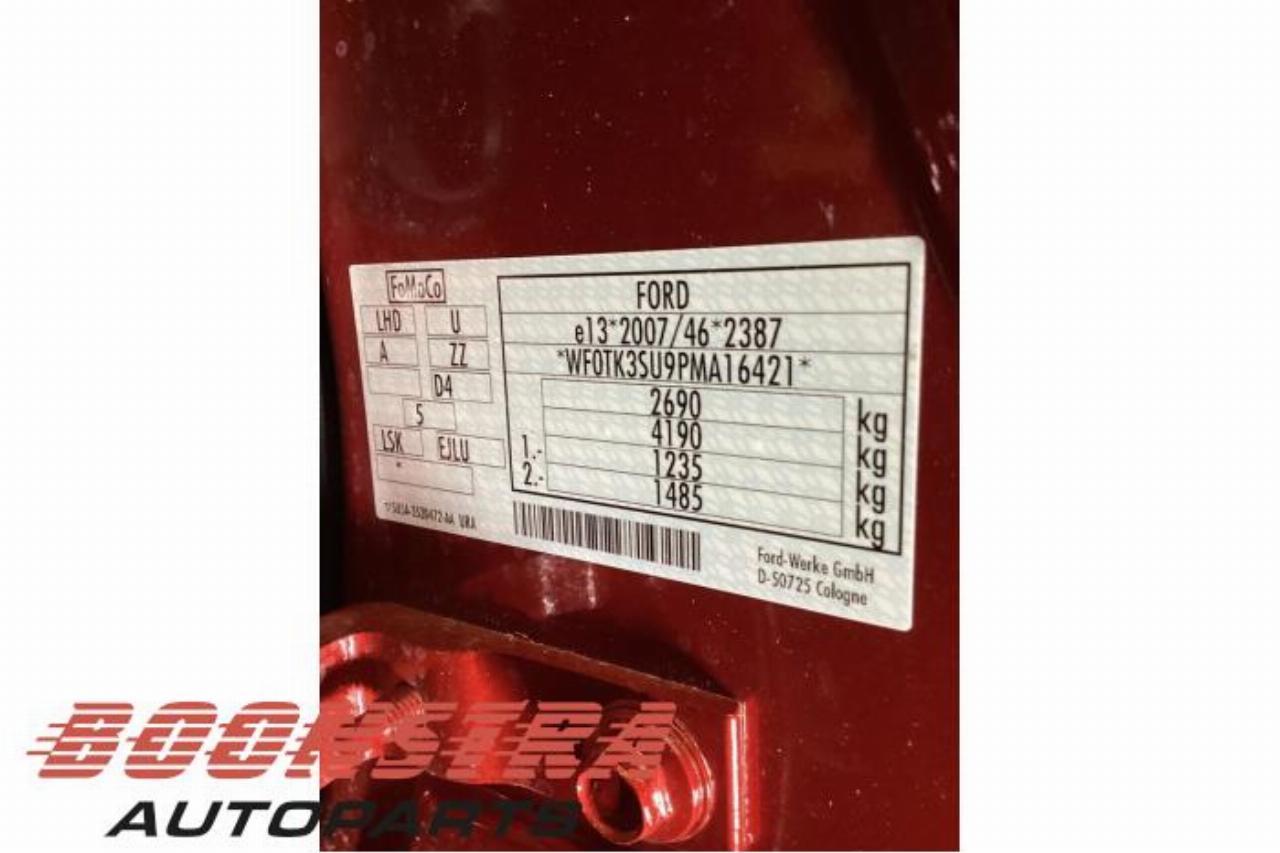 FoMoCo
LHD U
A ZZ
D4
5
LSK EJLU
*
FORD
e13*2007/46*2387
*WF0TK3SU9PMA16421*
2690 kg
4190 kg
1.- 1235 kg
2.- 1485 kg
URA
Ford-Werke GmbH
D-50725 Cologne
BOONSTRA
AUTOPARTS